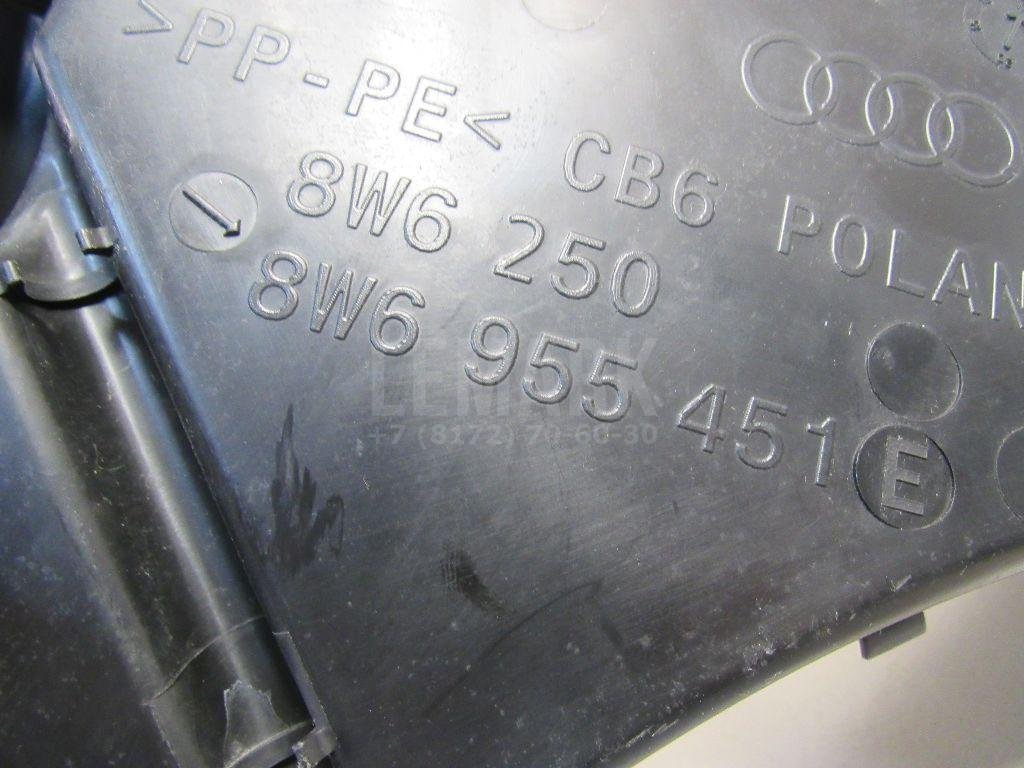 >PP-PE< CB6 POLAN
8W6 250
8W6 955 451 E
LEMARK
+7 (8172) 70-60-30